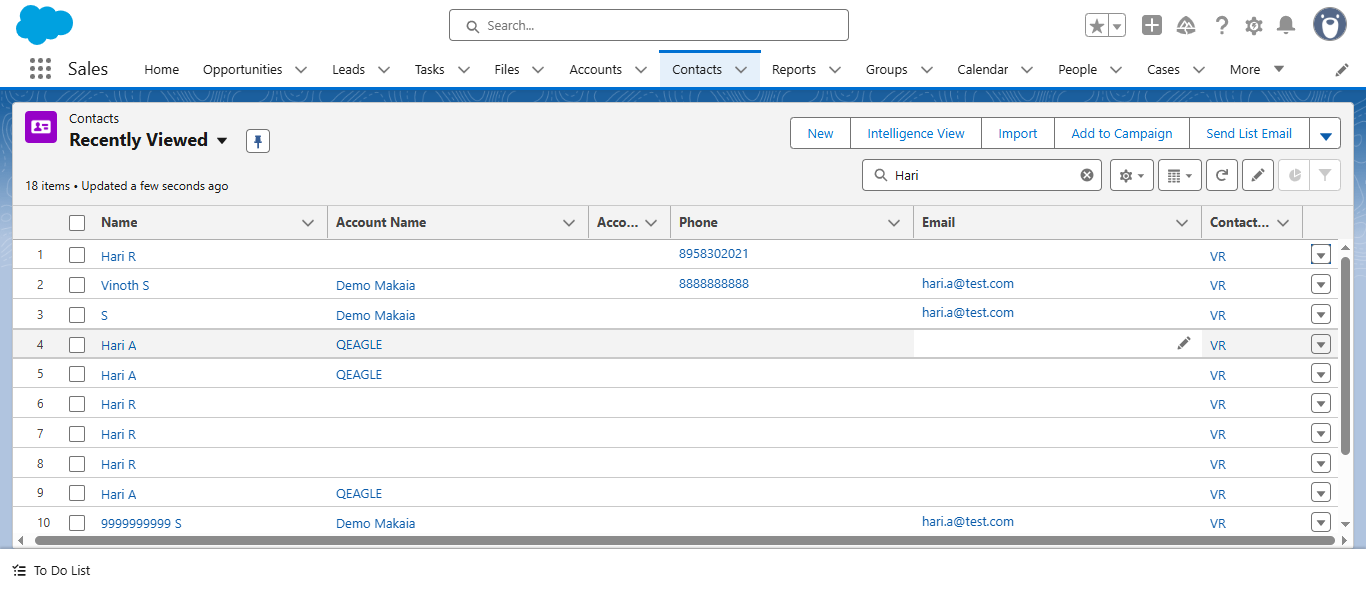 Search...
Sales Home Opportunities Leads Tasks Files Accounts Contacts Reports Groups Calendar People Cases More
Contacts
Recently Viewed
New Intelligence View Import Add to Campaign Send List Email
18 items • Updated a few seconds ago
Hari
Name Account Name Acco... Phone Email Contact...
1 Hari R 8958302021 VR
2 Vinoth S Demo Makaia 8888888888 hari.a@test.com VR
3 S Demo Makaia hari.a@test.com VR
4 Hari A QEAGLE VR
5 Hari A QEAGLE VR
6 Hari R VR
7 Hari R VR
8 Hari R VR
9 Hari A QEAGLE VR
10 9999999999 S Demo Makaia hari.a@test.com VR
To Do List